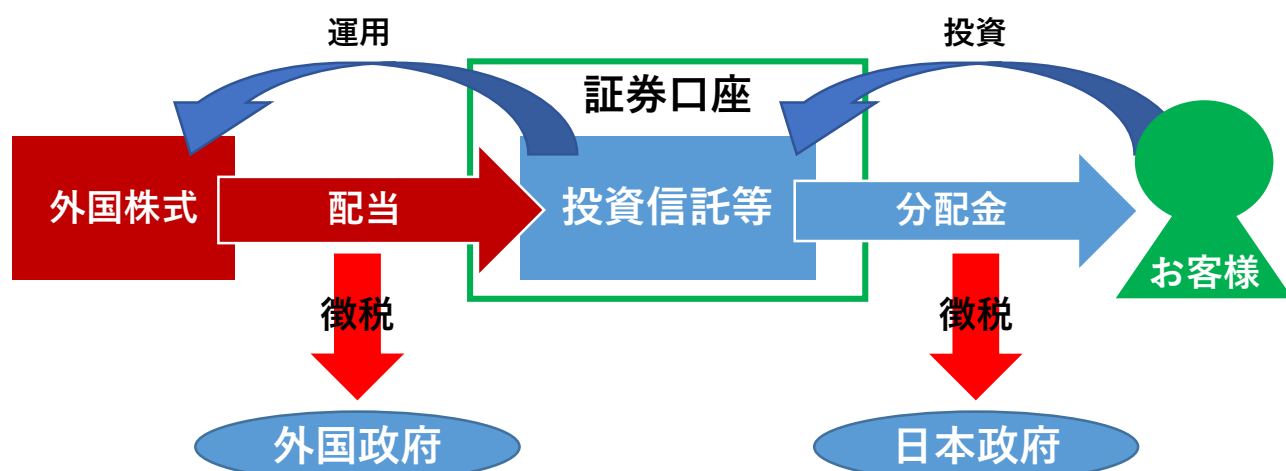 運用
投資
証券口座
外国株式
配当
投資信託等
分配金
お客様
徴税
徴税
外国政府
日本政府